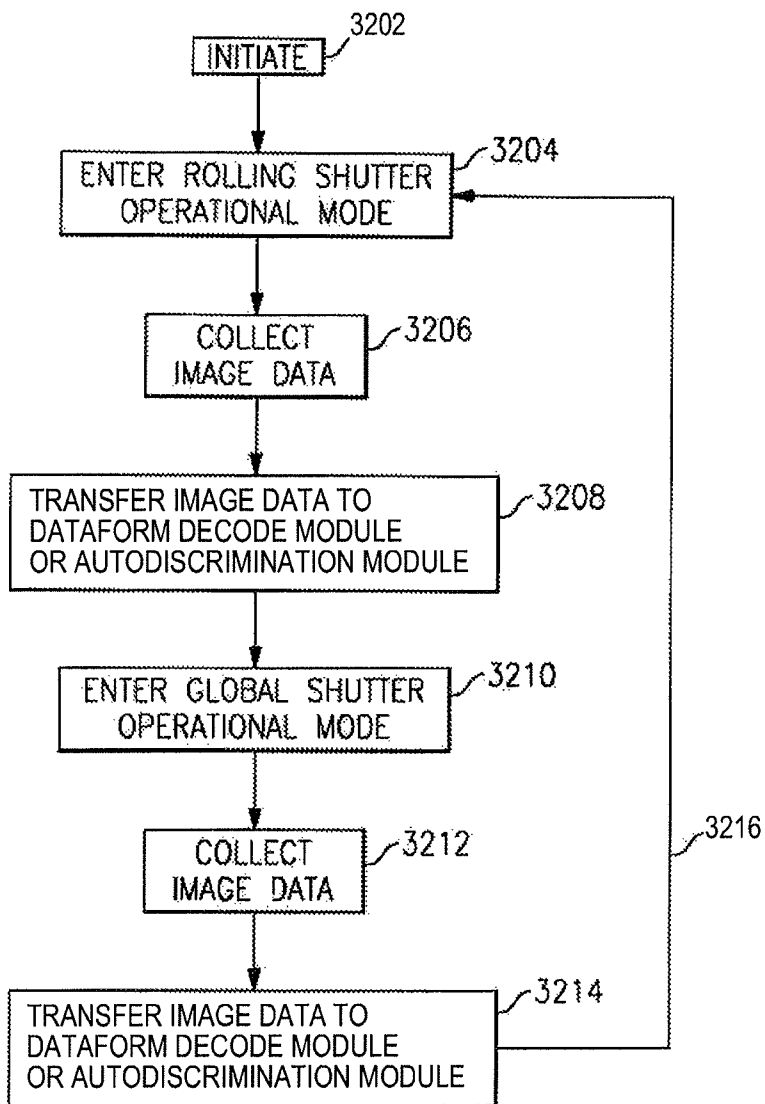 3202
INITIATE
3204
ENTER ROLLING SHUTTER
OPERATIONAL MODE
3206
COLLECT
IMAGE DATA
3208
TRANSFER IMAGE DATA TO
DATAFORM DECODE MODULE
OR AUTODISCRIMINATION MODULE
3210
ENTER GLOBAL SHUTTER
OPERATIONAL MODE
3212
COLLECT
IMAGE DATA
3216
3214
TRANSFER IMAGE DATA TO
DATAFORM DECODE MODULE
OR AUTODISCRIMINATION MODULE